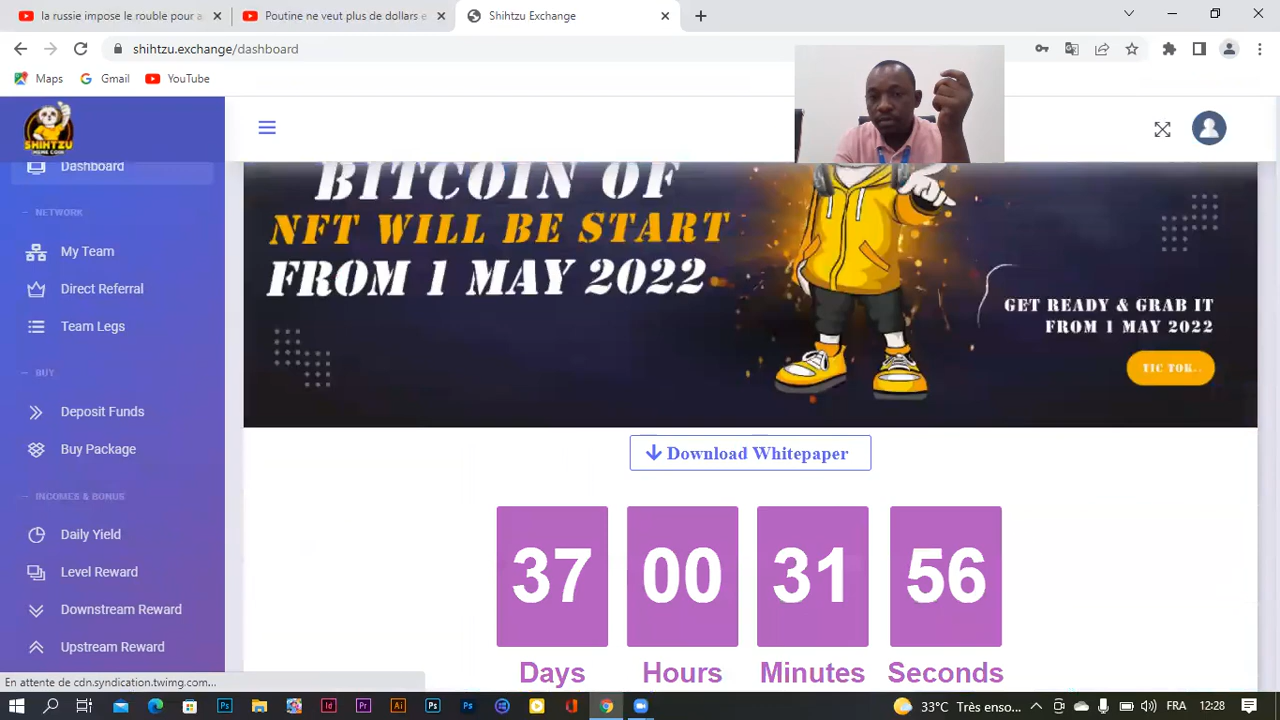 la russie impose le rouble pour a
Poutine ne veut plus de dollars e
Shihtzu Exchange
shihtzu.exchange/dashboard
Maps
Gmail
YouTube
SHIHTZU
MEME COIN
Dashboard
NETWORK
My Team
Direct Referral
Team Legs
BUY
Deposit Funds
Buy Package
INCOMES & BONUS
Daily Yield
Level Reward
Downstream Reward
Upstream Reward
BITCOIN OF
NFT WILL BE START
FROM 1 MAY 2022
GET READY & GRAB IT
FROM 1 MAY 2022
TIC TOK..
Download Whitepaper
37 00 31 56
Days Hours Minutes Seconds
En attente de cdn.syndication.twimg.com...
33°C Très enso... FRA 12:28